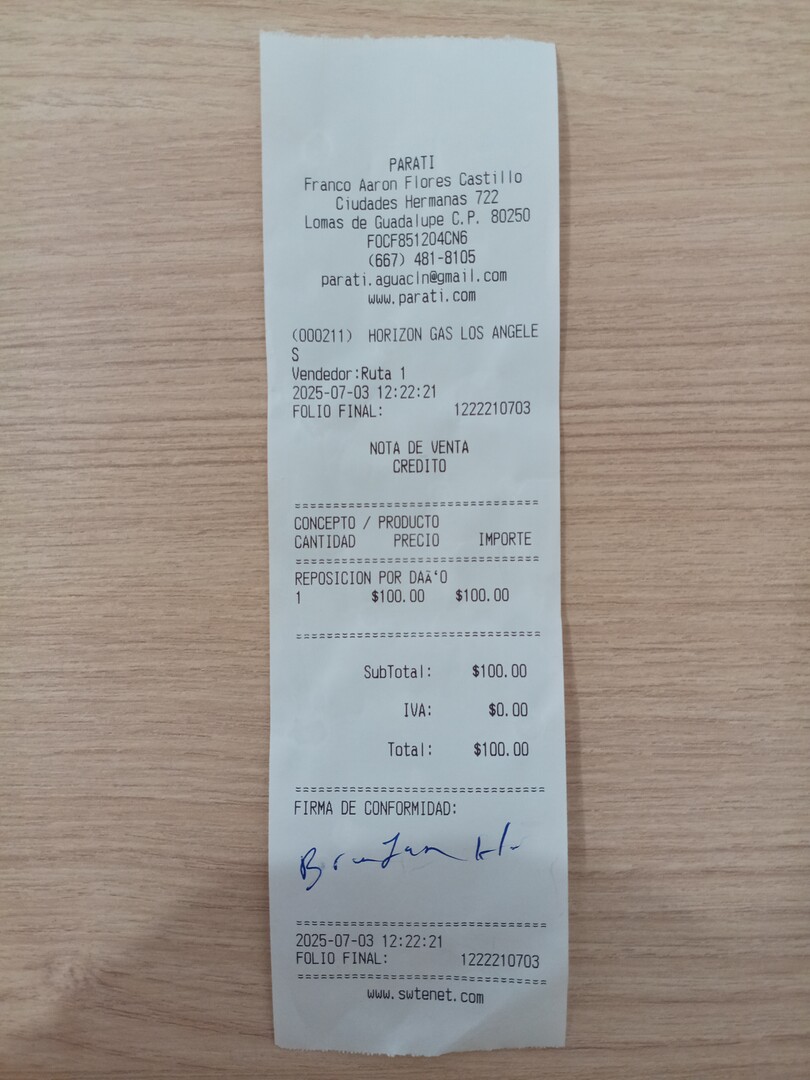 PARATI
Franco Aaron Flores Castillo
Ciudades Hermanas 722
Lomas de Guadalupe C.P. 80250
FOCF851204CN6
(667) 481-8105
parati.aguacln@gmail.com
www.parati.com
(000211) HORIZON GAS LOS ANGELE
S
Vendedor:Ruta 1
2025-07-03 12:22:21
FOLIO FINAL: 1222210703
NOTA DE VENTA
CREDITO
================================
CONCEPTO / PRODUCTO
CANTIDAD PRECIO IMPORTE
================================
REPOSICION POR DAÃ‘O
1 $100.00 $100.00
================================
SubTotal: $100.00
IVA: $0.00
Total: $100.00
================================
FIRMA DE CONFORMIDAD:
================================
2025-07-03 12:22:21
FOLIO FINAL: 1222210703
================================
www.swtenet.com